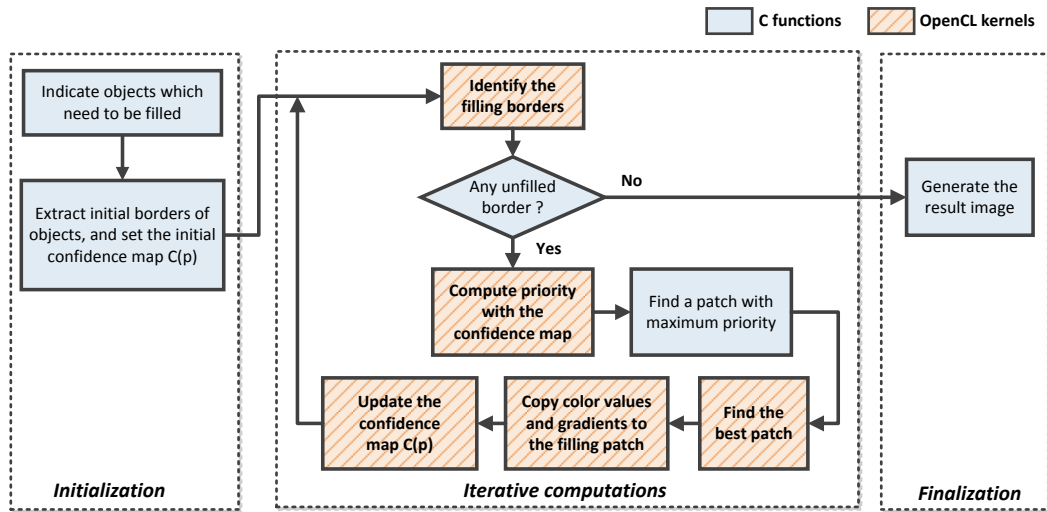 C functions
OpenCL kernels
Indicate objects which
need to be filled
Extract initial borders of
objects, and set the initial
confidence map C(p)
Initialization
Identify the
filling borders
Any unfilled
border ?
No
Yes
Compute priority
with the
confidence map
Find a patch with
maximum priority
Update the
confidence
map C(p)
Copy color values
and gradients to
the filling patch
Find the
best patch
Iterative computations
Generate the
result image
Finalization